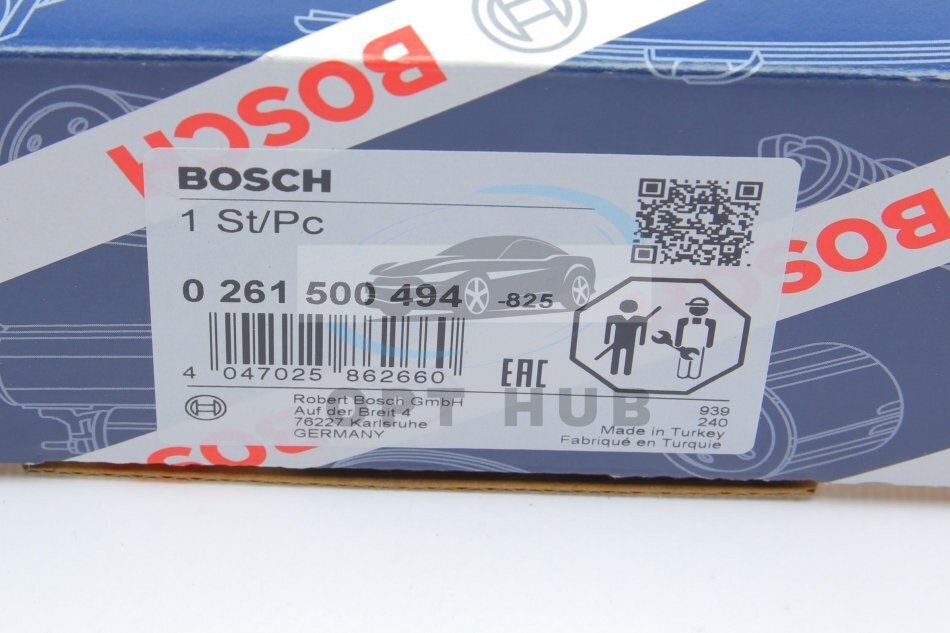 BOSCH
BOSCH
BOSCH
1 St/Pc
0 261 500 494 -825
4 047025 862660
EAC
Robert Bosch GmbH
Auf der Breit 4
76227 Karlsruhe
GERMANY
939
240
Made in Turkey
Fabriqué en Turquie
HUB